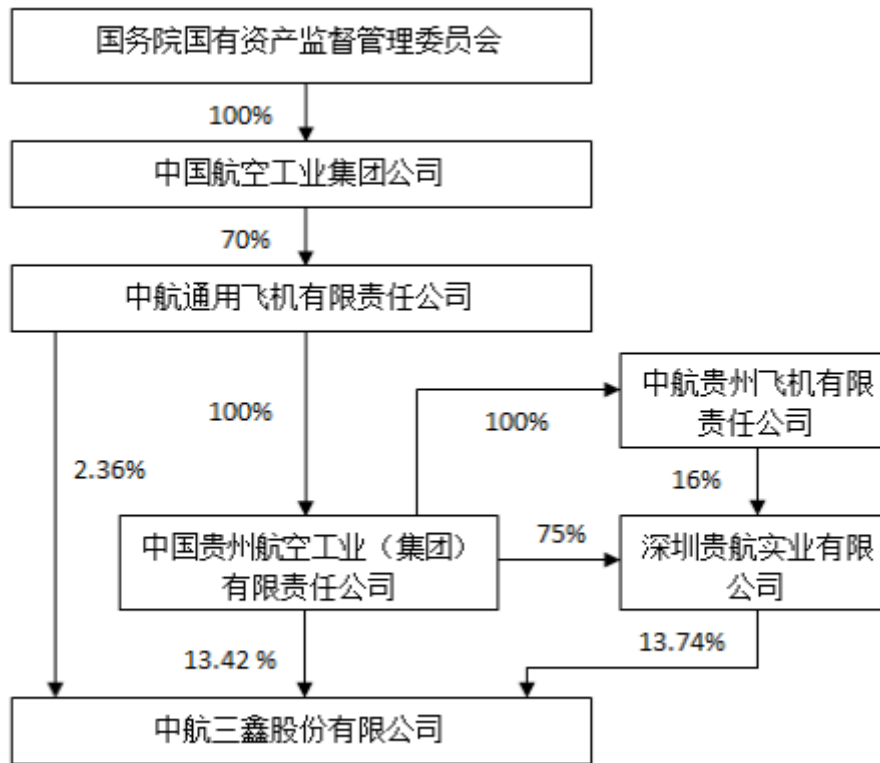 国务院国有资产监督管理委员会
100%
中国航空工业集团公司
70%
中航通用飞机有限责任公司
100%
2.36%
中航贵州飞机有限
责任公司
100%
16%
中国贵州航空工业（集团）
有限责任公司
75%
深圳贵航实业有限
公司
13.42 %
13.74%
中航三鑫股份有限公司